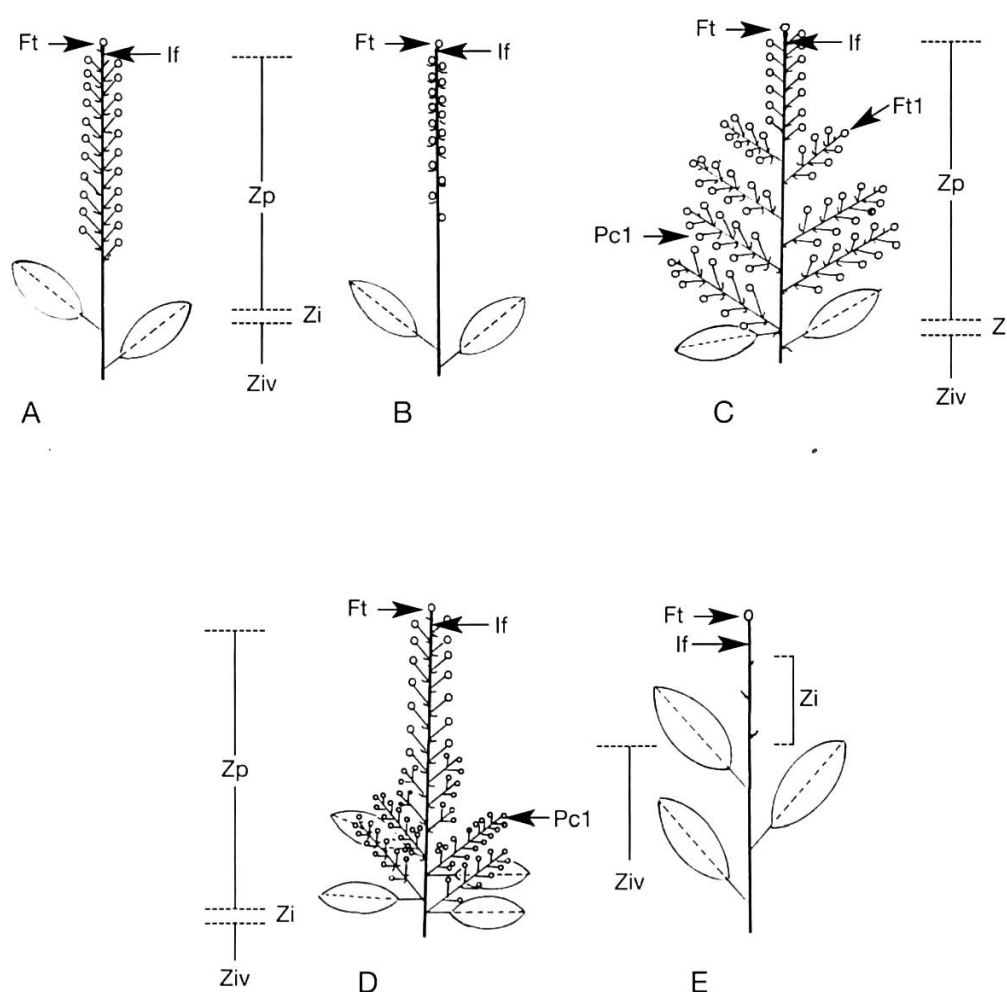 Ft
If
Zp
Zi
Ziv
A
Ft
If
B
Ft
If
Ft1
Zp
Pc1
Z
Ziv
C
Ft
If
Zp
Pc1
Zi
Ziv
D
Ft
If
Zi
Ziv
E